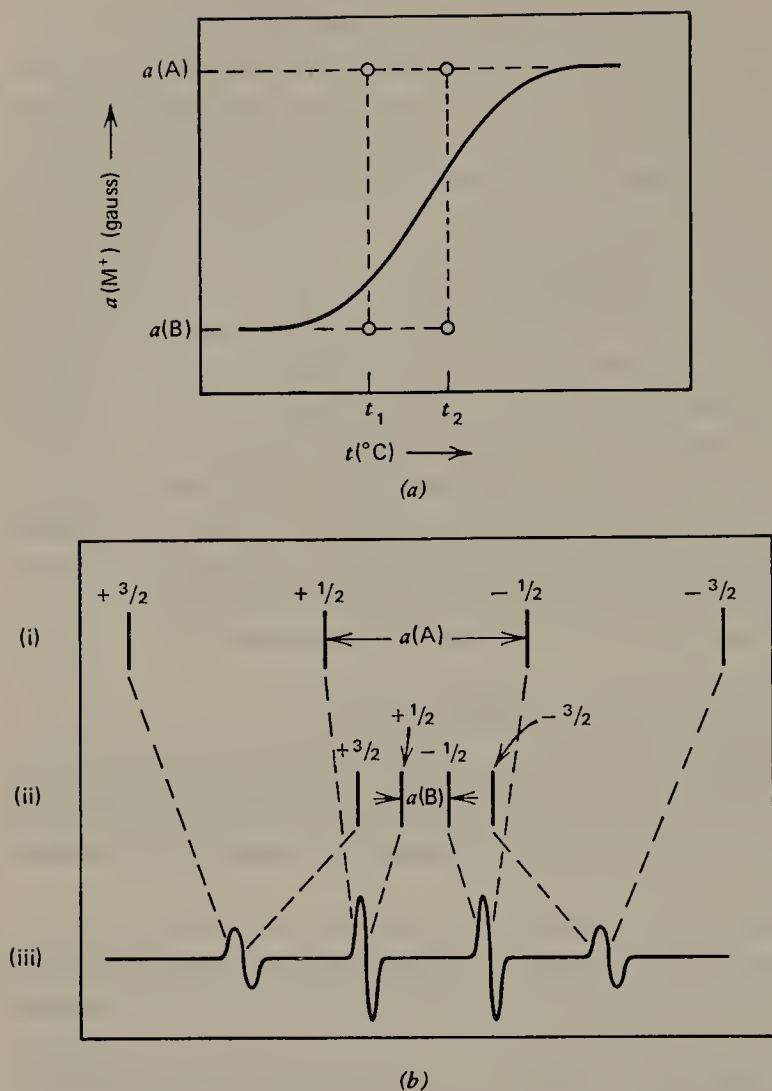 a(A)
a(M⁺) (gauss)
a(B)
t₁ t₂
t(°C)
(a)
+ 3/2 + 1/2 − 1/2 − 3/2
(i) a(A)
+ 1/2 − 3/2
+3/2 − 1/2
(ii) a(B)
(iii)
(b)